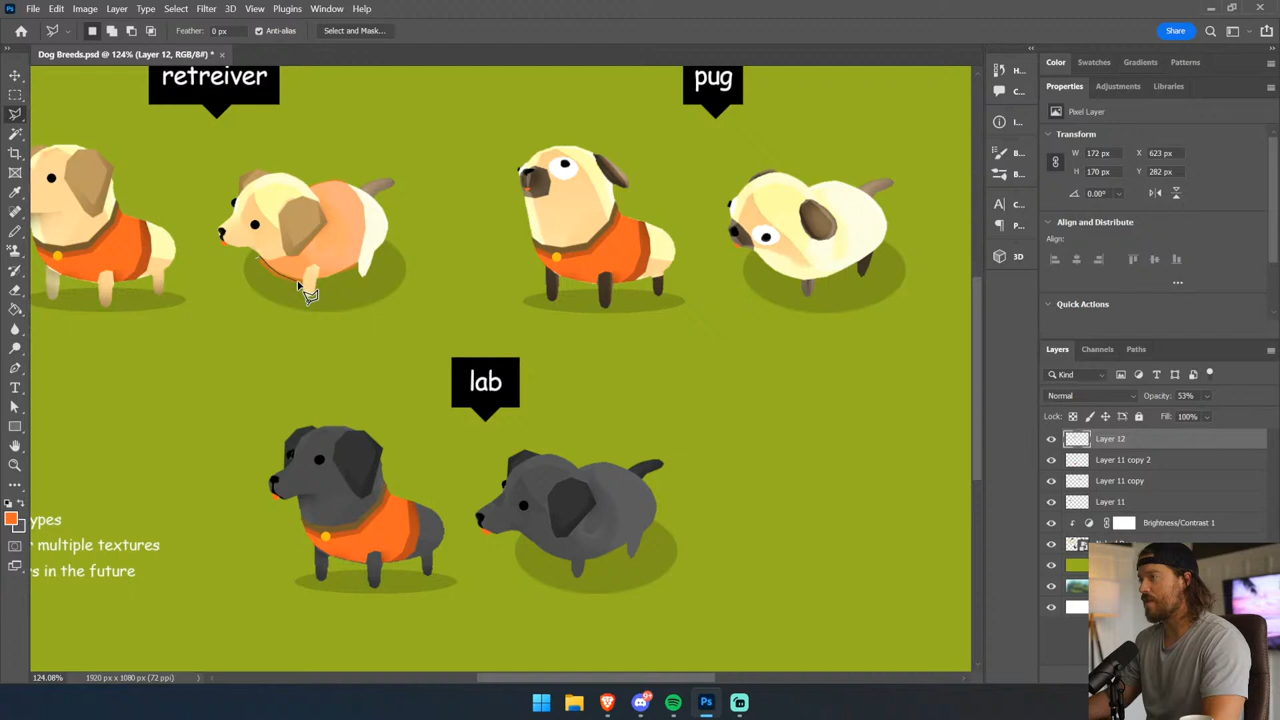 Ps File Edit Image Layer Type Select Filter 3D View Plugins Window Help
Feather: 0 px Anti-alias Select and Mask... Share
Dog Breeds.psd @ 124% (Layer 12, RGB/8#) *
retreiver
pug
lab
ypes
r multiple textures
s in the future
124.08% 1920 px x 1080 px (72 ppi)
H...
C...
I...
B...
B...
C...
P...
3D
Color Swatches Gradients Patterns
Properties Adjustments Libraries
Pixel Layer
Transform
W 172 px X 623 px
H 170 px Y 282 px
0.00°
Align and Distribute
Align:
Quick Actions
Layers Channels Paths
Kind
Normal Opacity: 53%
Lock: Fill: 100%
Layer 12
Layer 11 copy 2
Layer 11 copy
Layer 11
Brightness/Contrast 1
Ps